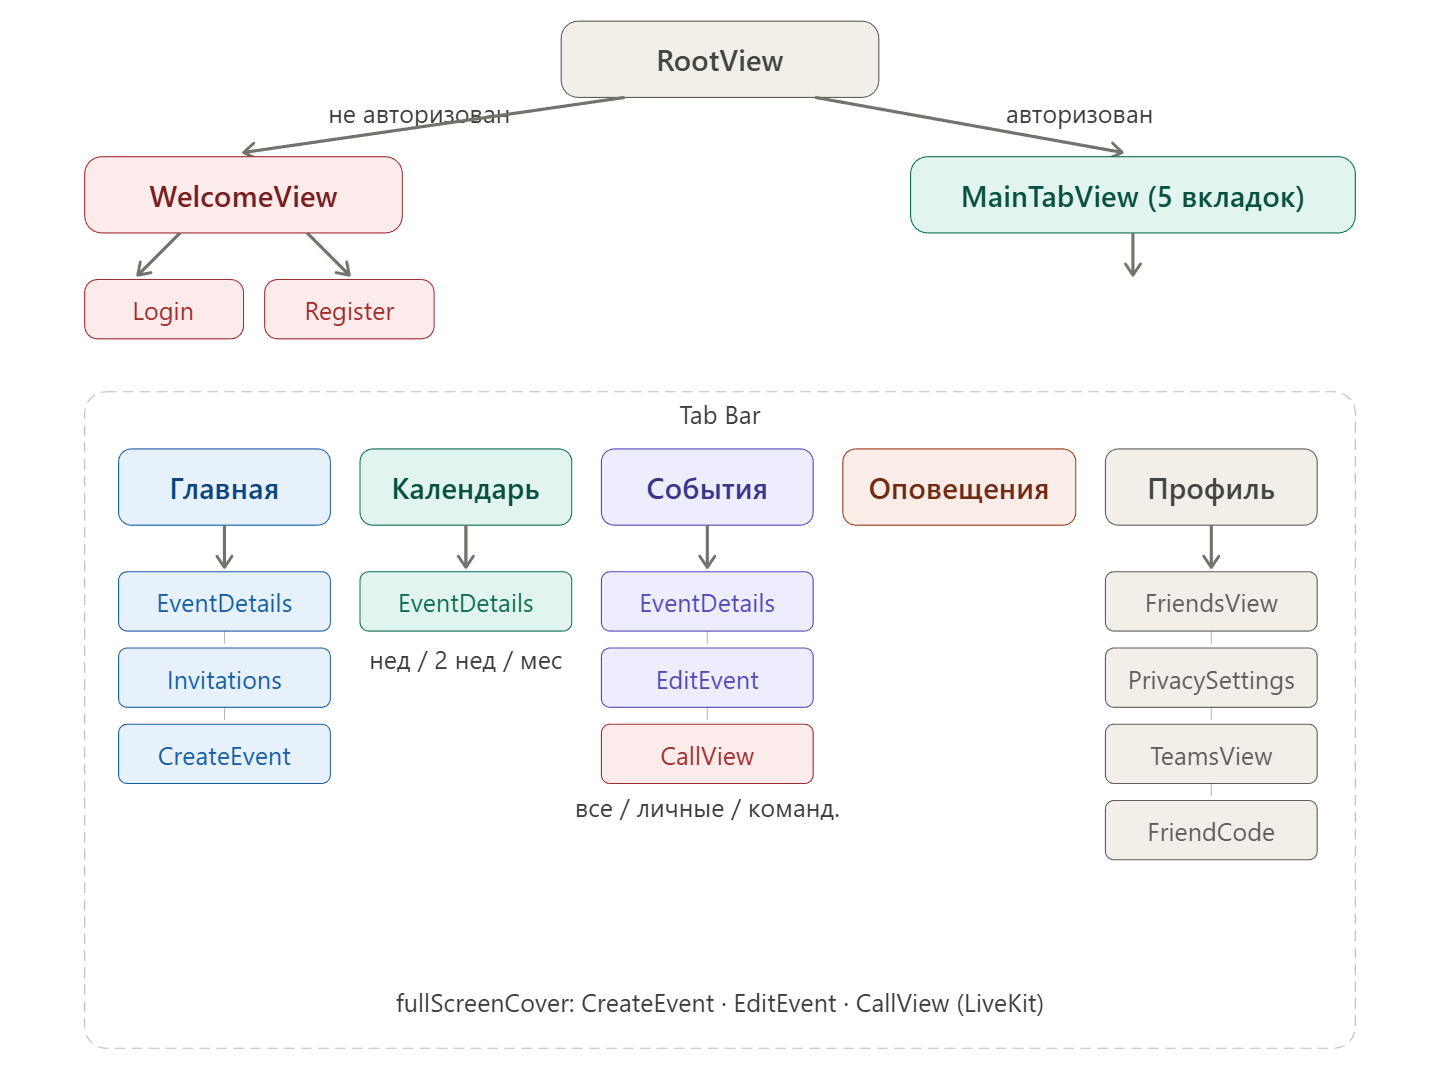 RootView
не авторизован
авторизован
WelcomeView
MainTabView (5 вкладок)
Login
Register
Tab Bar
Главная
Календарь
События
Оповещения
Профиль
EventDetails
EventDetails
EventDetails
FriendsView
нед / 2 нед / мес
Invitations
EditEvent
PrivacySettings
CreateEvent
CallView
TeamsView
все / личные / команд.
FriendCode
fullScreenCover: CreateEvent · EditEvent · CallView (LiveKit)